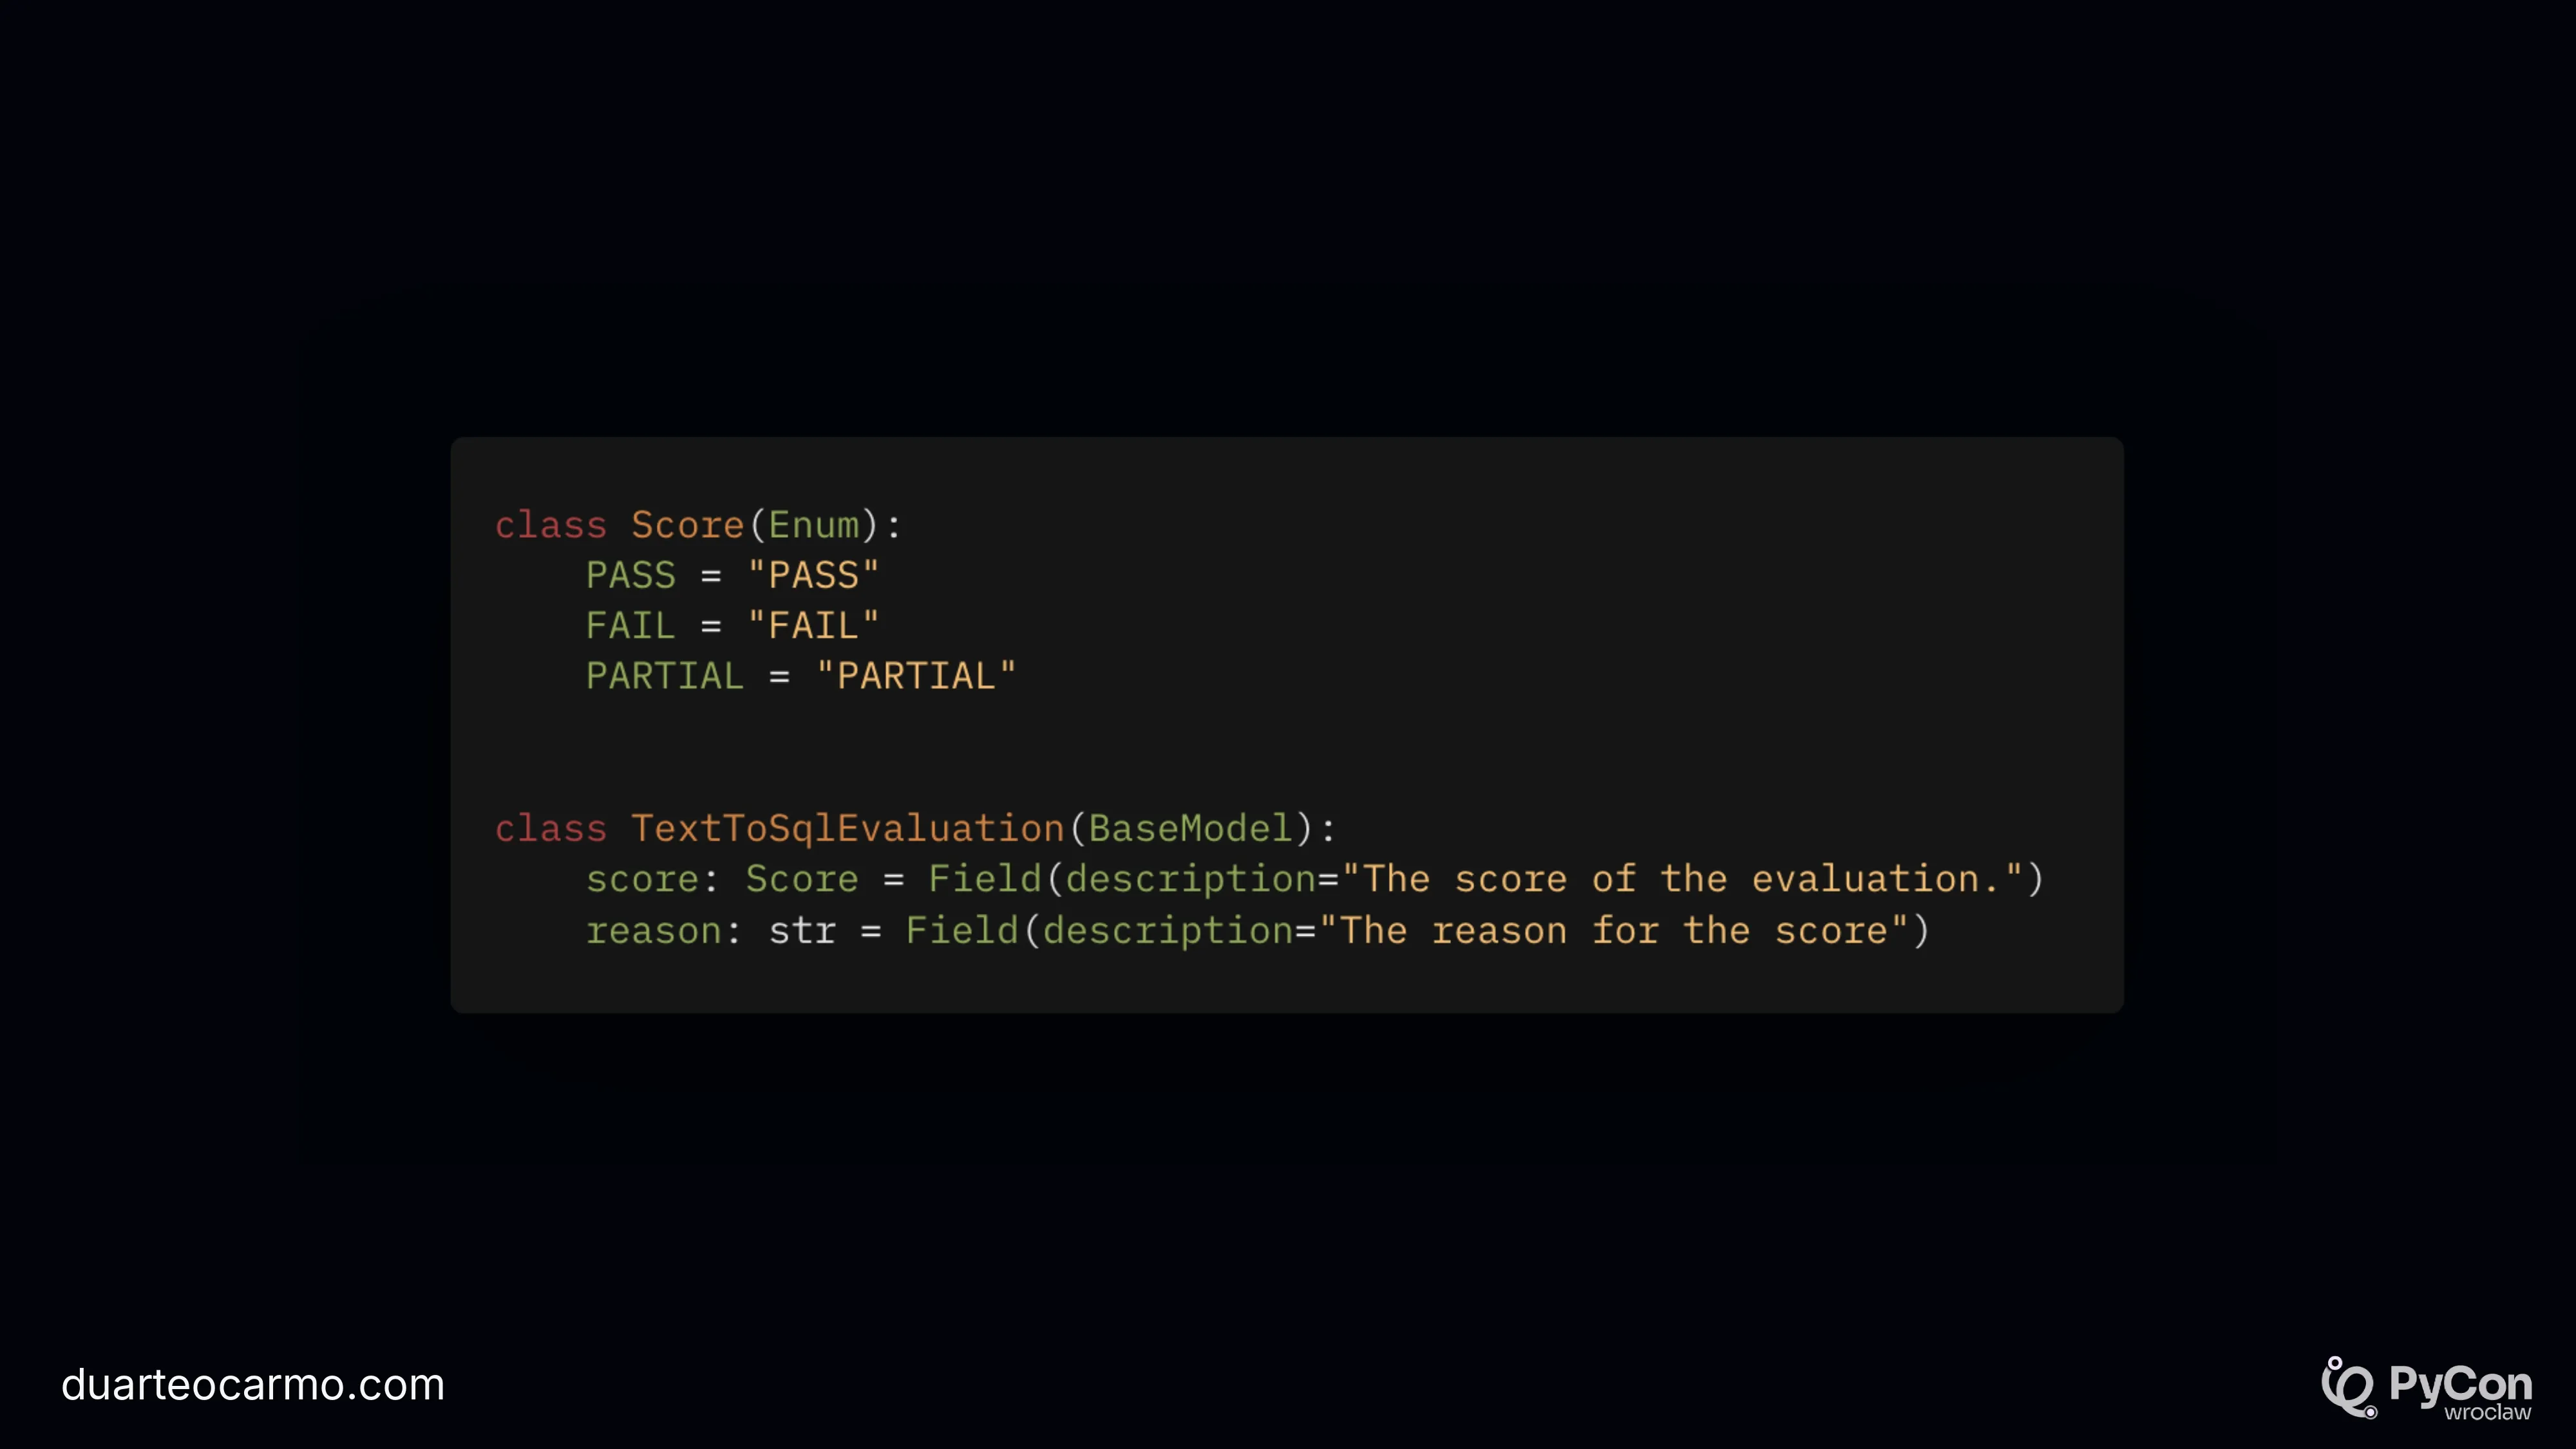 class Score(Enum):
    PASS = "PASS"
    FAIL = "FAIL"
    PARTIAL = "PARTIAL"
class TextToSqlEvaluation(BaseModel):
    score: Score = Field(description="The score of the evaluation.")
    reason: str = Field(description="The reason for the score")
duarteocarmo.com
PyCon
wroclaw